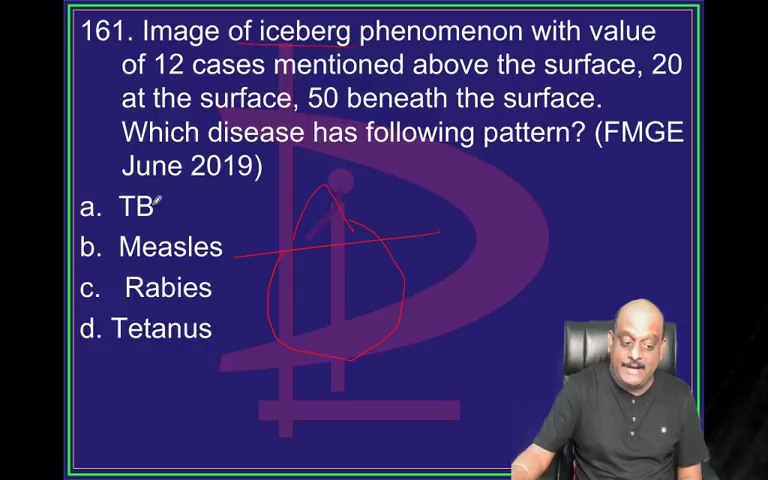 161. Image of iceberg phenomenon with value
of 12 cases mentioned above the surface, 20
at the surface, 50 beneath the surface.
Which disease has following pattern? (FMGE
June 2019)
a. TB
b. Measles
c. Rabies
d. Tetanus